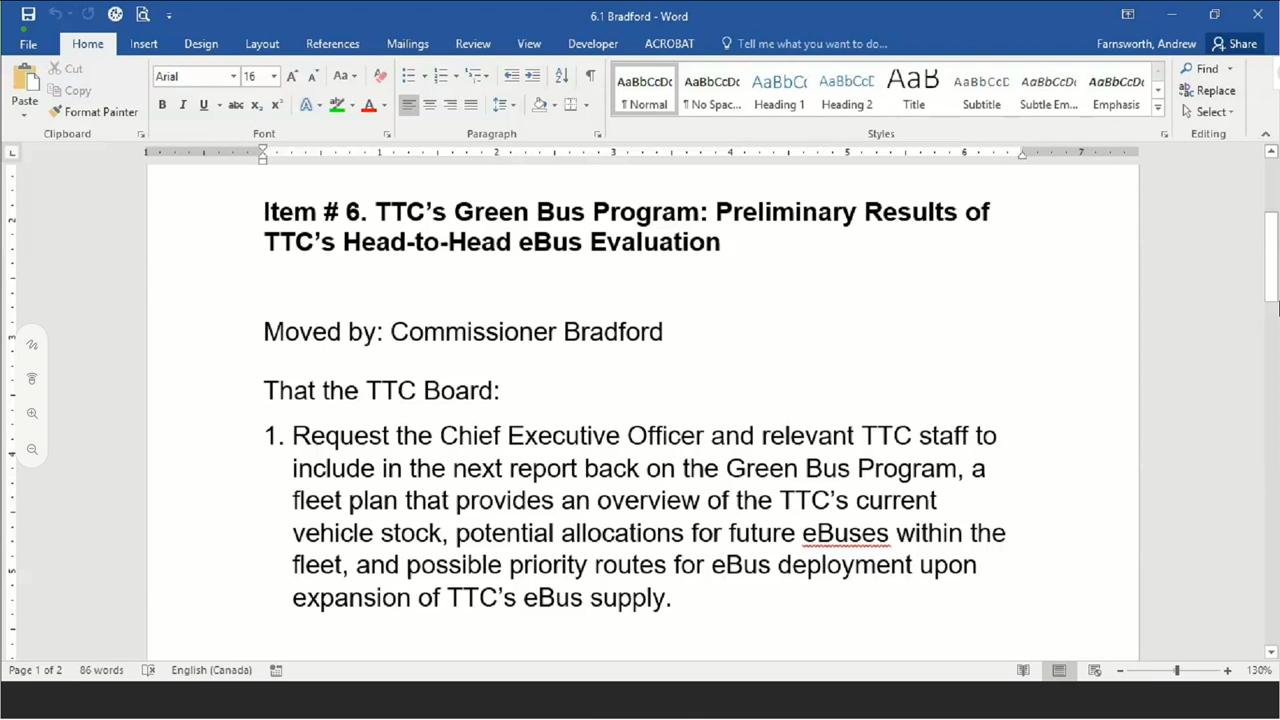 6.1 Bradford - Word
File Home Insert Design Layout References Mailings Review View Developer ACROBAT Tell me what you want to do... Farnsworth, Andrew Share
Paste
Cut
Copy
Format Painter
Clipboard
Arial 16
Font
Paragraph
AaBbCcDc AaBbCcDc AaBbCc AaBbCcD AaB AaBbCcD AaBbCcDc AaBbCcDc
¶ Normal ¶ No Spac... Heading 1 Heading 2 Title Subtitle Subtle Em... Emphasis
Styles
Find
Replace
Select
Editing
Item # 6. TTC’s Green Bus Program: Preliminary Results of
TTC’s Head-to-Head eBus Evaluation
Moved by: Commissioner Bradford
That the TTC Board:
1. Request the Chief Executive Officer and relevant TTC staff to
include in the next report back on the Green Bus Program, a
fleet plan that provides an overview of the TTC’s current
vehicle stock, potential allocations for future eBuses within the
fleet, and possible priority routes for eBus deployment upon
expansion of TTC’s eBus supply.
Page 1 of 2 86 words English (Canada) 130%